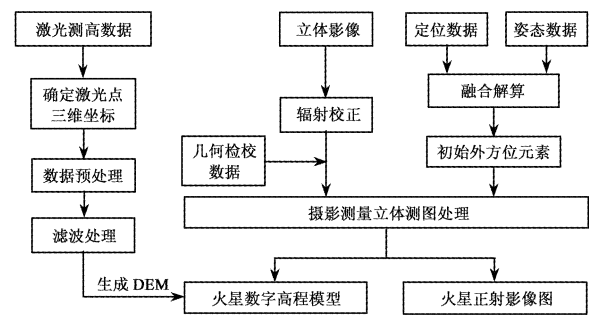 激光测高数据
立体影像
定位数据
姿态数据
确定激光点
三维坐标
辐射校正
融合解算
几何检校
数据
初始外方位元素
数据预处理
摄影测量立体测图处理
滤波处理
生成 DEM
火星数字高程模型
火星正射影像图